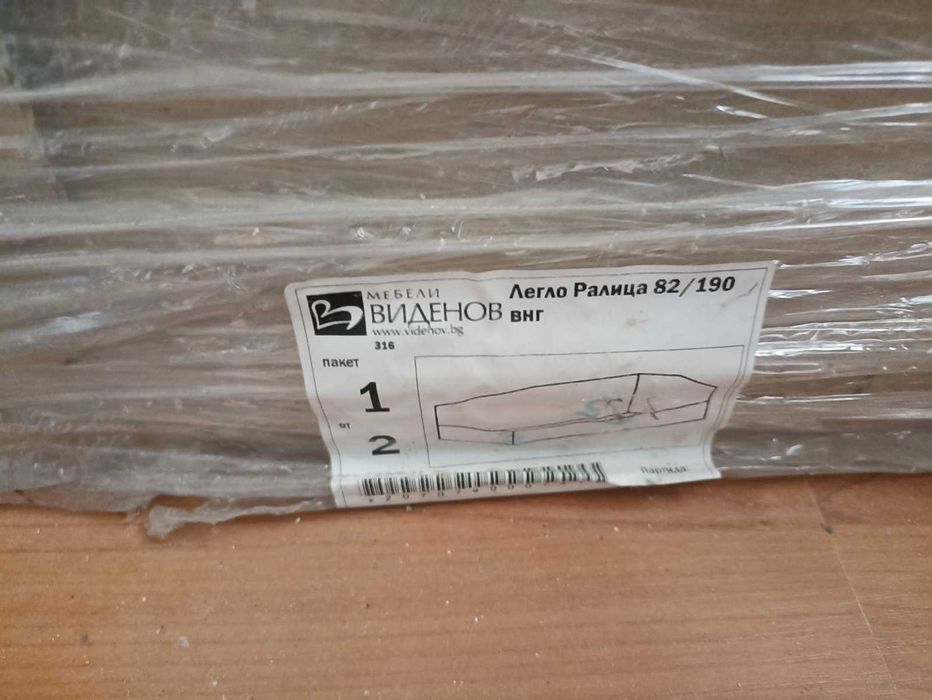 МЕБЕЛИ
ВИДЕНОВ
www.videnov.bg
316
Легло Ралица 82/190
ВНГ
пакет
1
от
2
Партида: